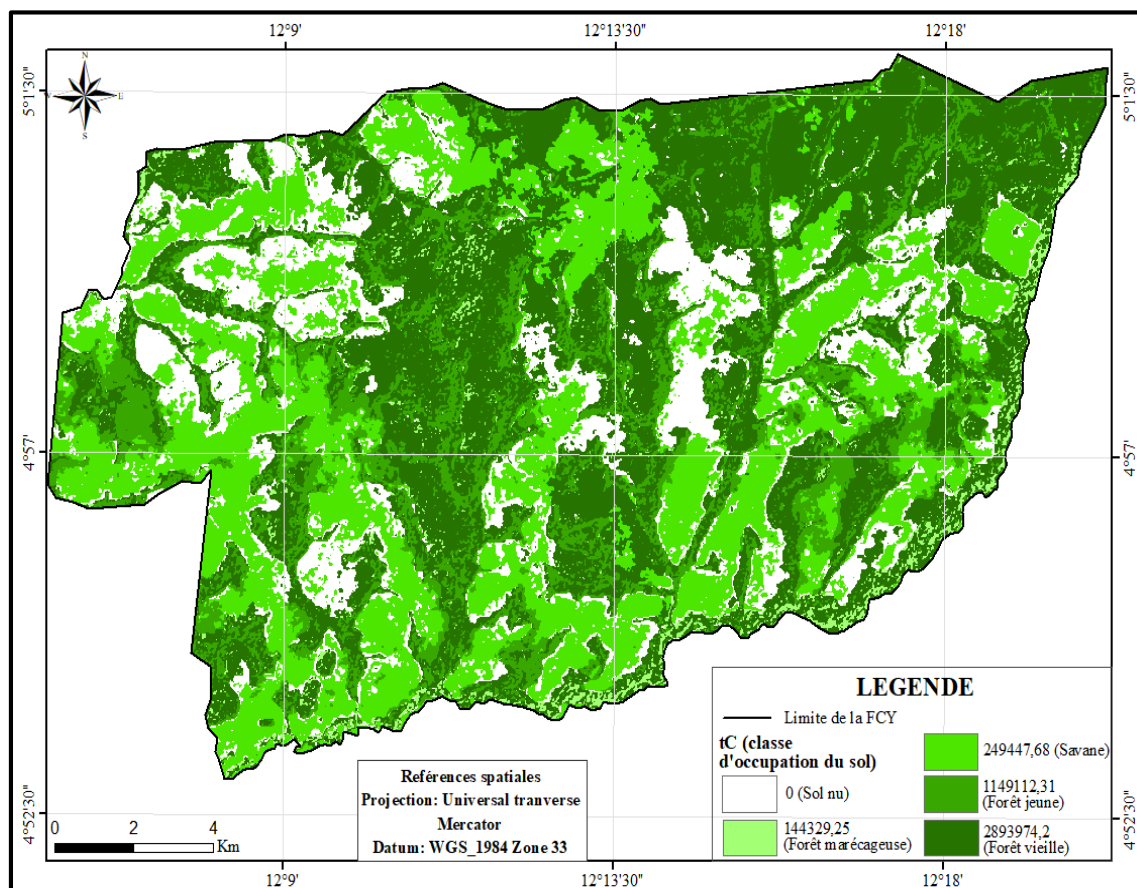 12°9' 12°13'30" 12°18'
N
W E
S
5°1'30" 5°1'30"
4°57' 4°57'
4°52'30" 4°52'30"
LEGENDE
Limite de la FCY
tC (classe
d'occupation du sol)
0 (Sol nu)
144329,25
(Forêt marécageuse)
249447,68 (Savane)
1149112,31
(Forêt jeune)
2893974,2
(Forêt vieille)
Références spatiales
Projection: Universal tranverse
Mercator
Datum: WGS_1984 Zone 33
0 2 4
Km
12°9' 12°13'30" 12°18'